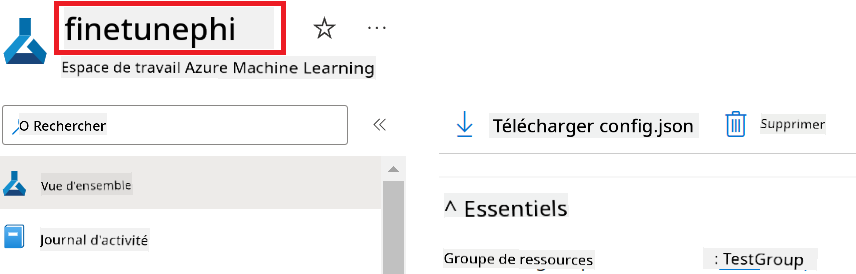 finetunephi
Espace de travail Azure Machine Learning
Rechercher
Télécharger config.json
Supprimer
Vue d'ensemble
Journal d'activité
^ Essentiels
Groupe de ressources : TestGroup